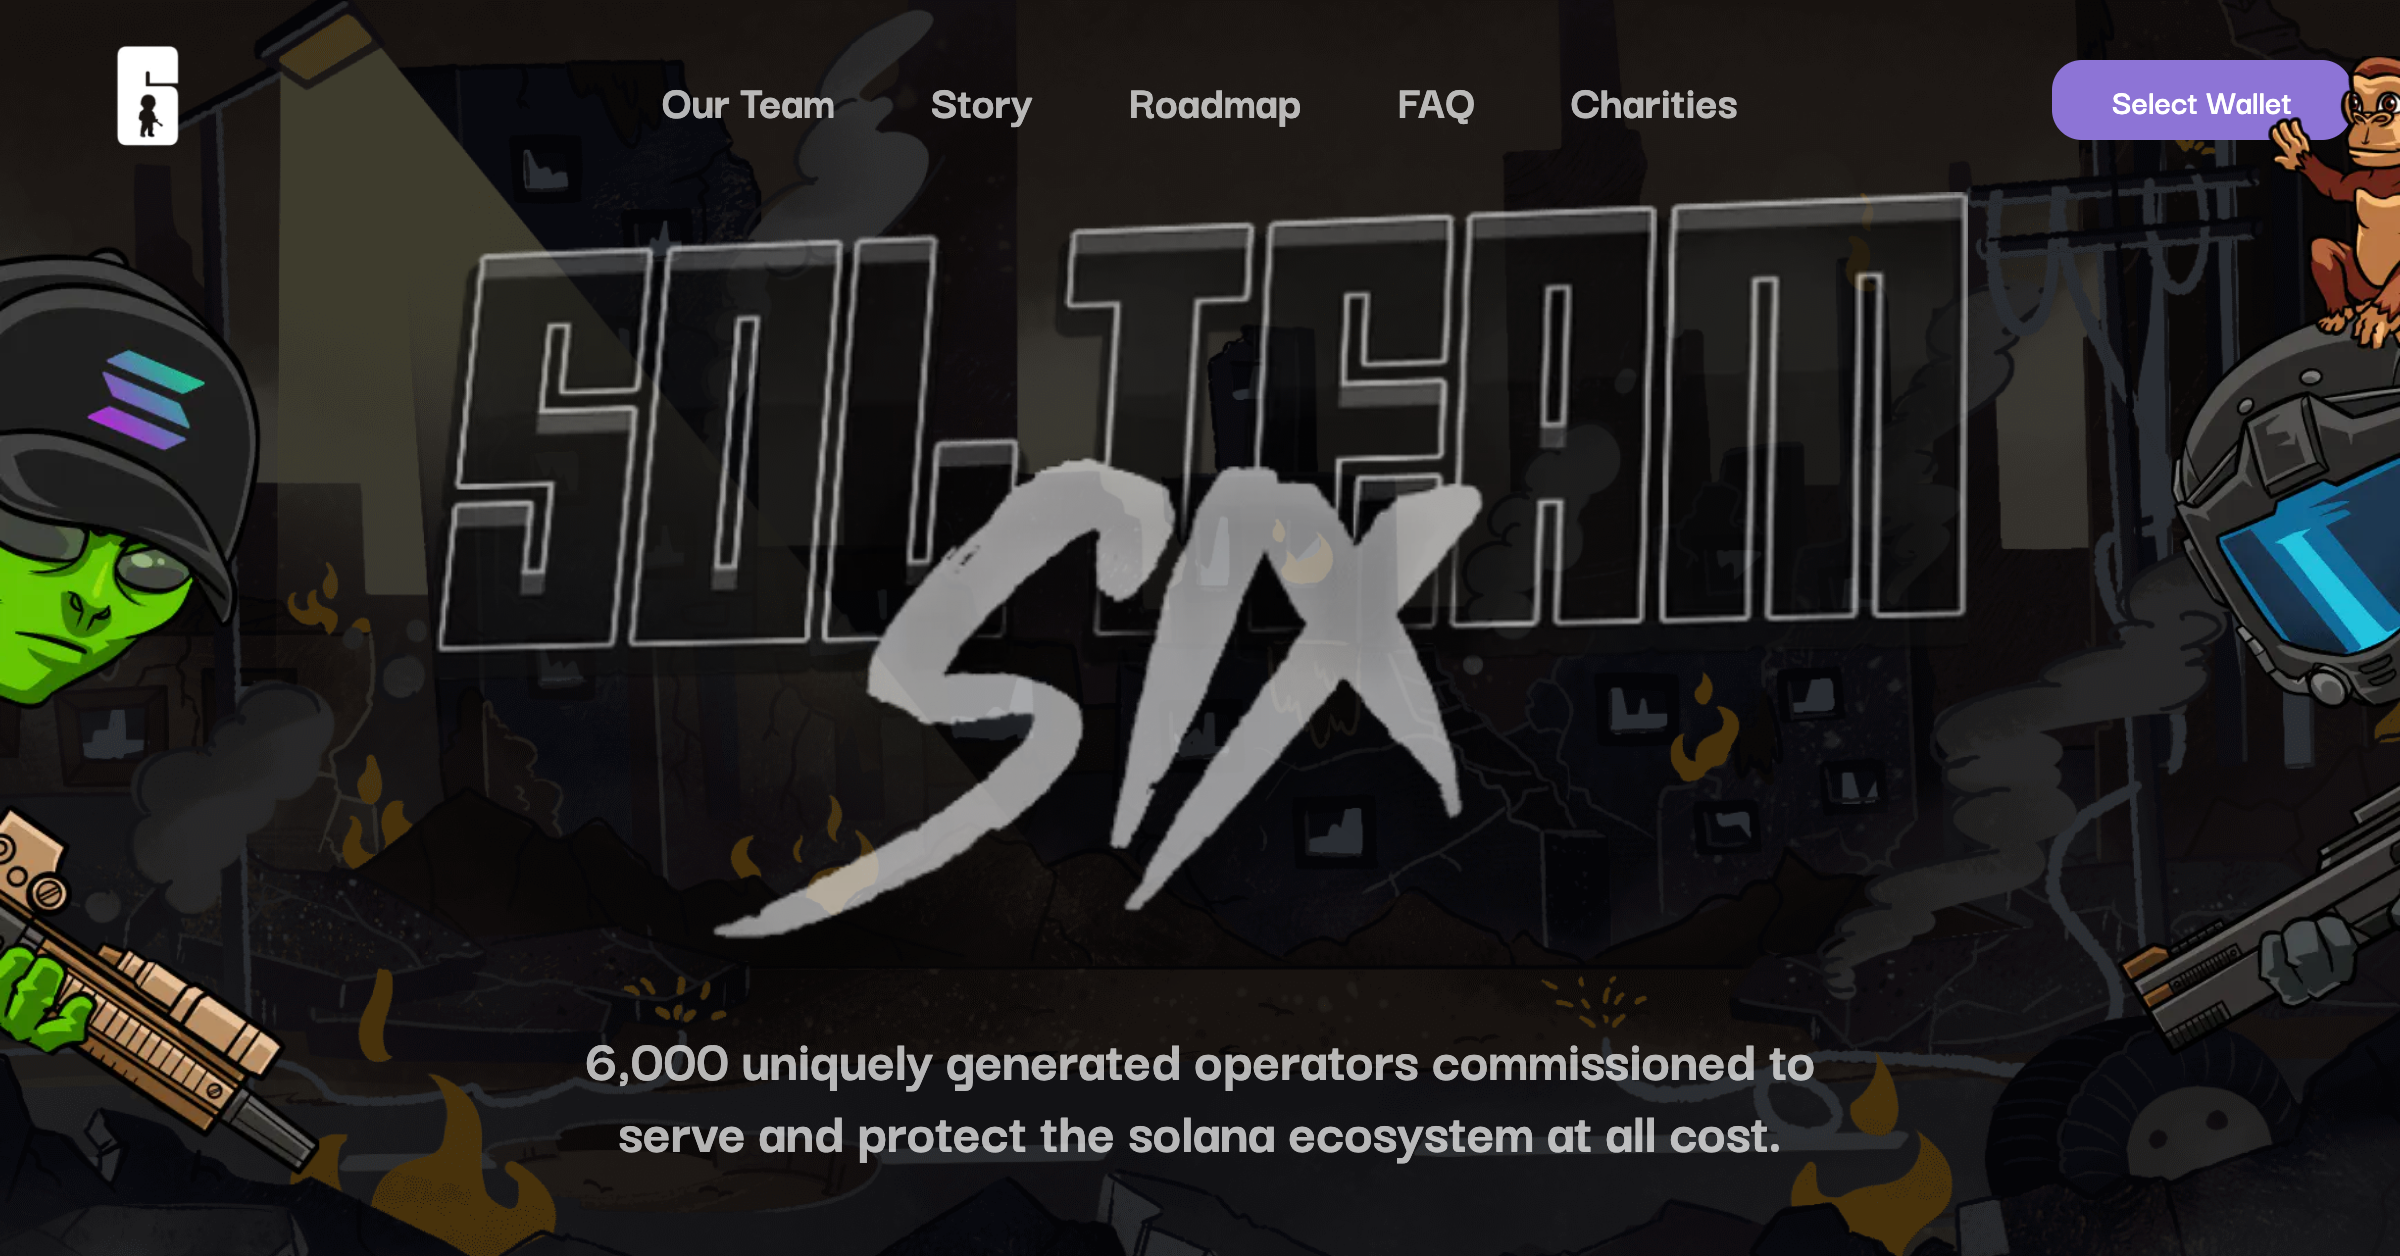 6
Our Team
Story
Roadmap
FAQ
Charities
Select Wallet
SOL TEAM
SIX
6,000 uniquely generated operators commissioned to
serve and protect the solana ecosystem at all cost.